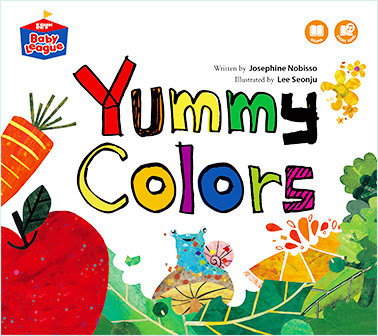 Baby
League
Written by Josephine Nobisso
Illustrated by Lee Seonju
Yummy
Colors